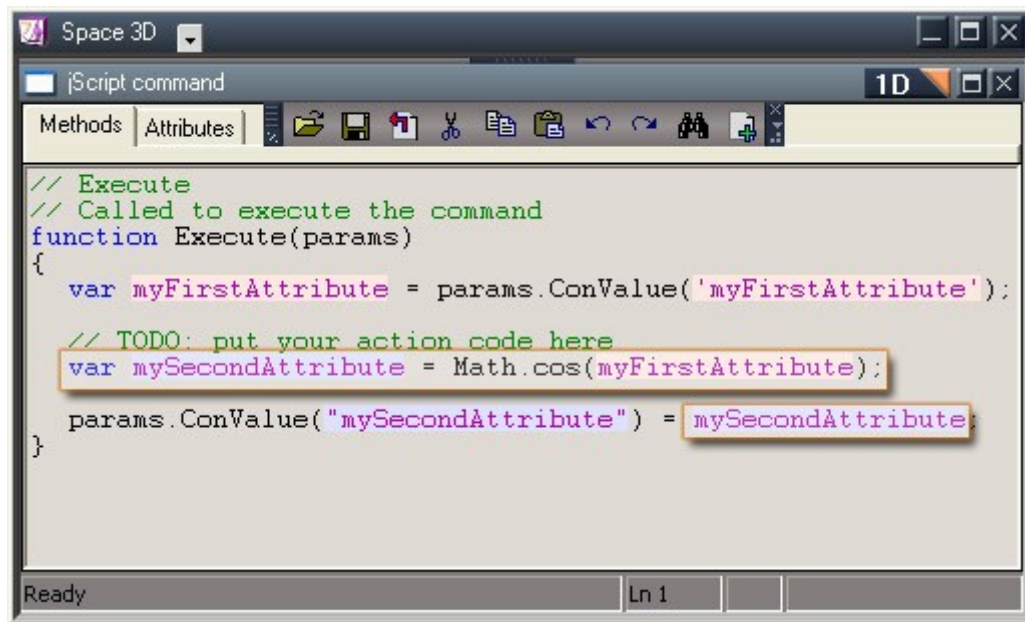 Space 3D
jScript command
1D
Methods Attributes
// Execute
// Called to execute the command
function Execute(params)
{
var myFirstAttribute = params.ConValue('myFirstAttribute');
// TODO: put your action code here
var mySecondAttribute = Math.cos(myFirstAttribute);
params.ConValue("mySecondAttribute") = mySecondAttribute;
}
Ready
Ln 1